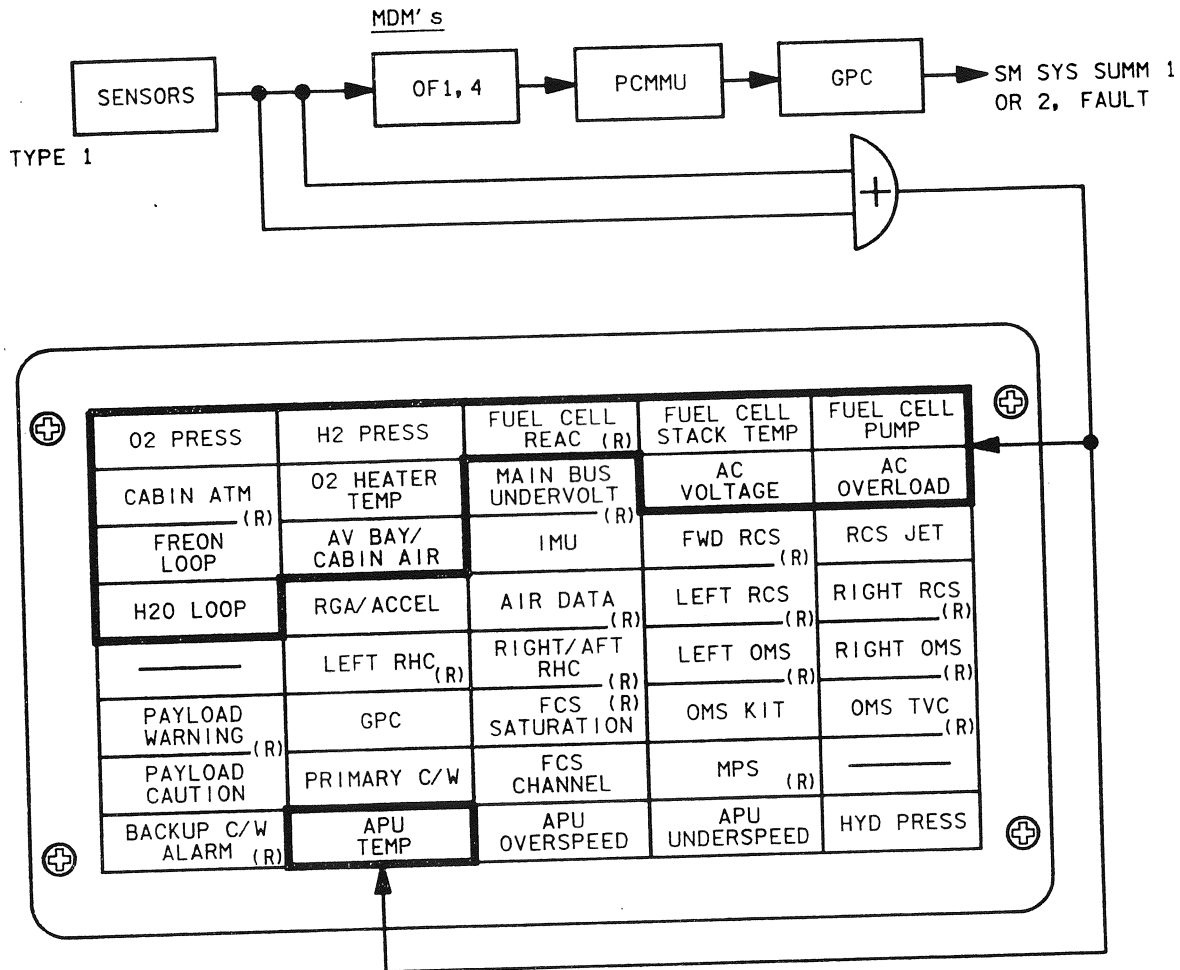 MDM's
SENSORS
OF1,4
PCMMU
GPC
SM SYS SUMM 1
OR 2, FAULT
TYPE 1
+
O2 PRESS
H2 PRESS
FUEL CELL
REAC (R)
FUEL CELL
STACK TEMP
FUEL CELL
PUMP
CABIN ATM
(R)
O2 HEATER
TEMP
MAIN BUS
UNDERVOLT
(R)
AC
VOLTAGE
AC
OVERLOAD
FREON
LOOP
AV BAY/
CABIN AIR
IMU
FWD RCS
(R)
RCS JET
H2O LOOP
RGA/ACCEL
AIR DATA
(R)
LEFT RCS
(R)
RIGHT RCS
(R)
LEFT RHC
(R)
RIGHT/AFT
RHC
(R)
LEFT OMS
(R)
RIGHT OMS
(R)
PAYLOAD
WARNING
(R)
GPC
FCS (R)
SATURATION
OMS KIT
OMS TVC
(R)
PAYLOAD
CAUTION
PRIMARY C/W
FCS
CHANNEL
MPS
(R)
BACKUP C/W
ALARM (R)
APU
TEMP
APU
OVERSPEED
APU
UNDERSPEED
HYD PRESS